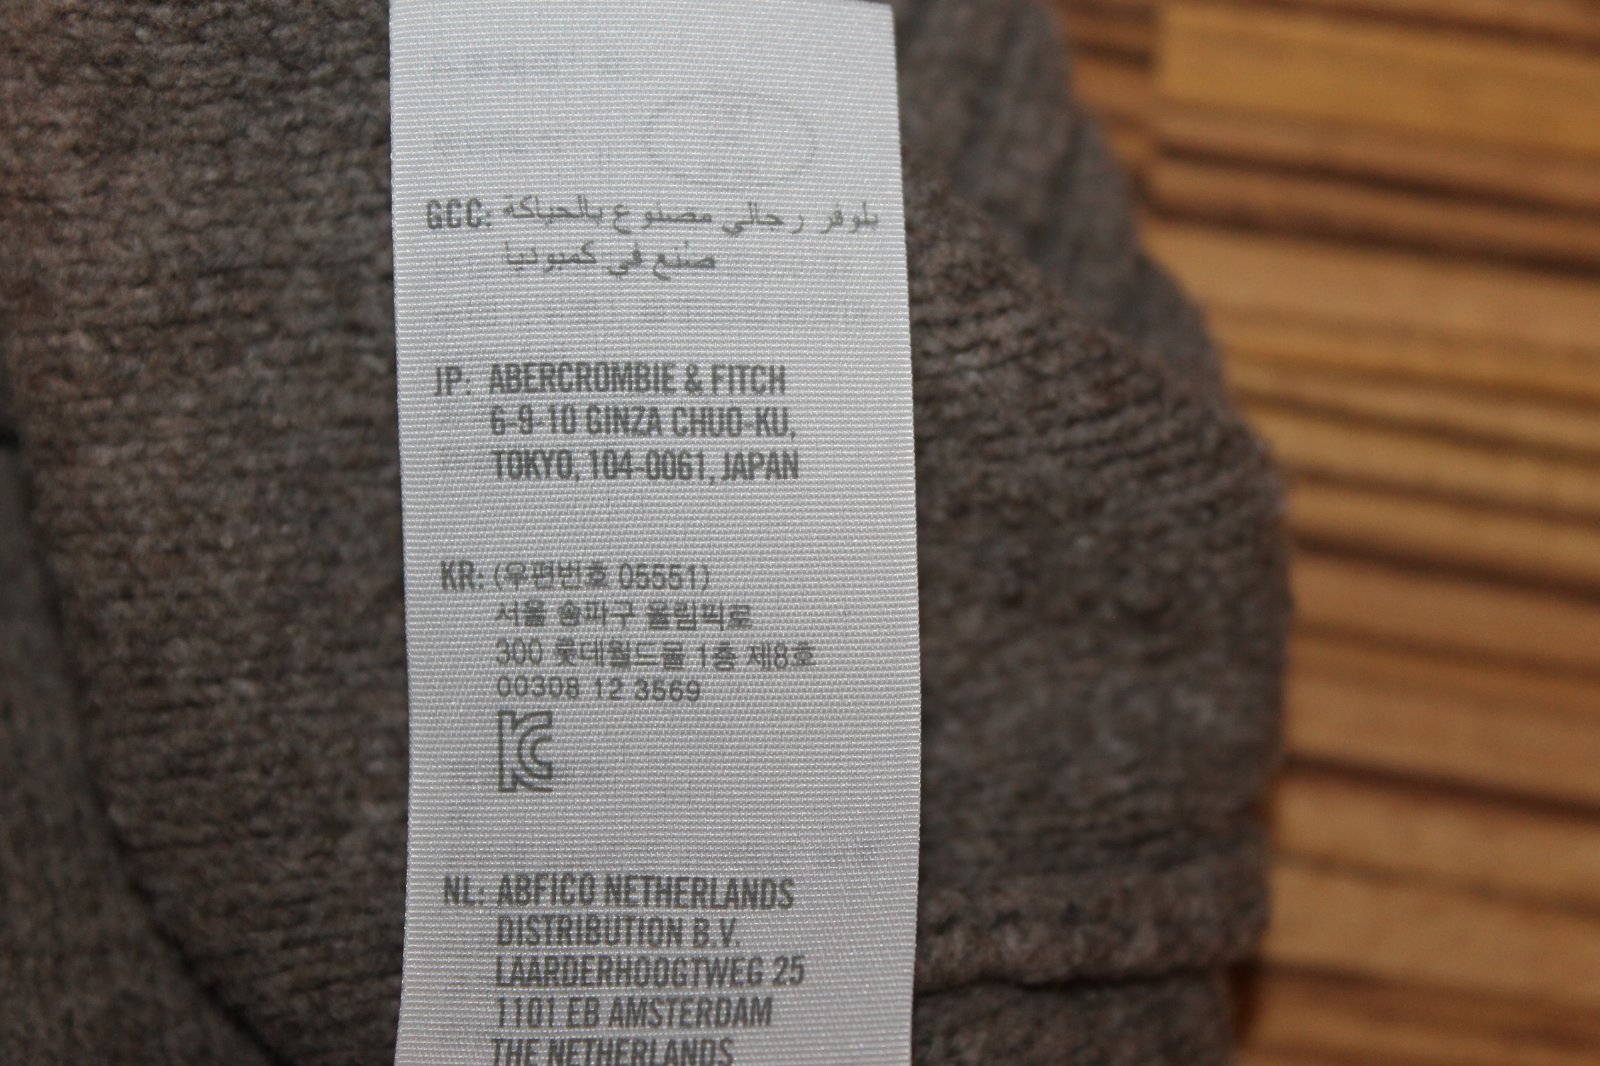 GCC: بلوفر رجالي مصنوع بالحياكة
صنع في كمبوديا
JP: ABERCROMBIE & FITCH
6-9-10 GINZA CHUO-KU,
TOKYO, 104-0061, JAPAN
KR: (우편번호 05551)
서울 송파구 올림픽로
300 롯데월드몰 1층 제8호
00308 12 3569
KC
NL: ABFICO NETHERLANDS
DISTRIBUTION B.V.
LAARDERHOOGTWEG 25
1101 EB AMSTERDAM
THE NETHERLANDS